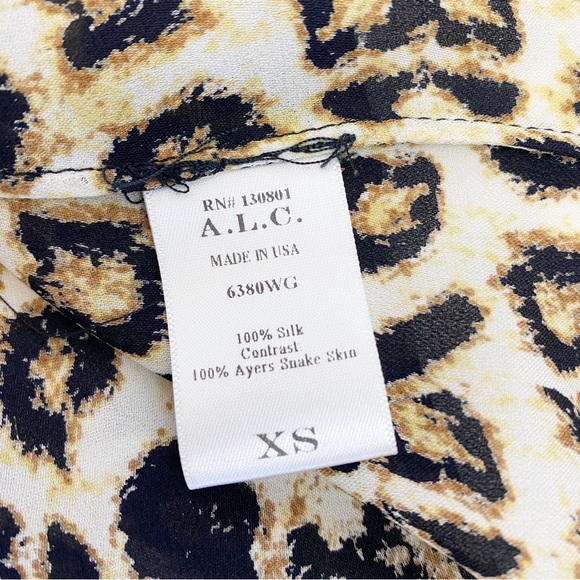 RN# 130801
A.L.C.
MADE IN USA
6380WG
100% Silk
Contrast
100% Ayers Snake Skin
XS